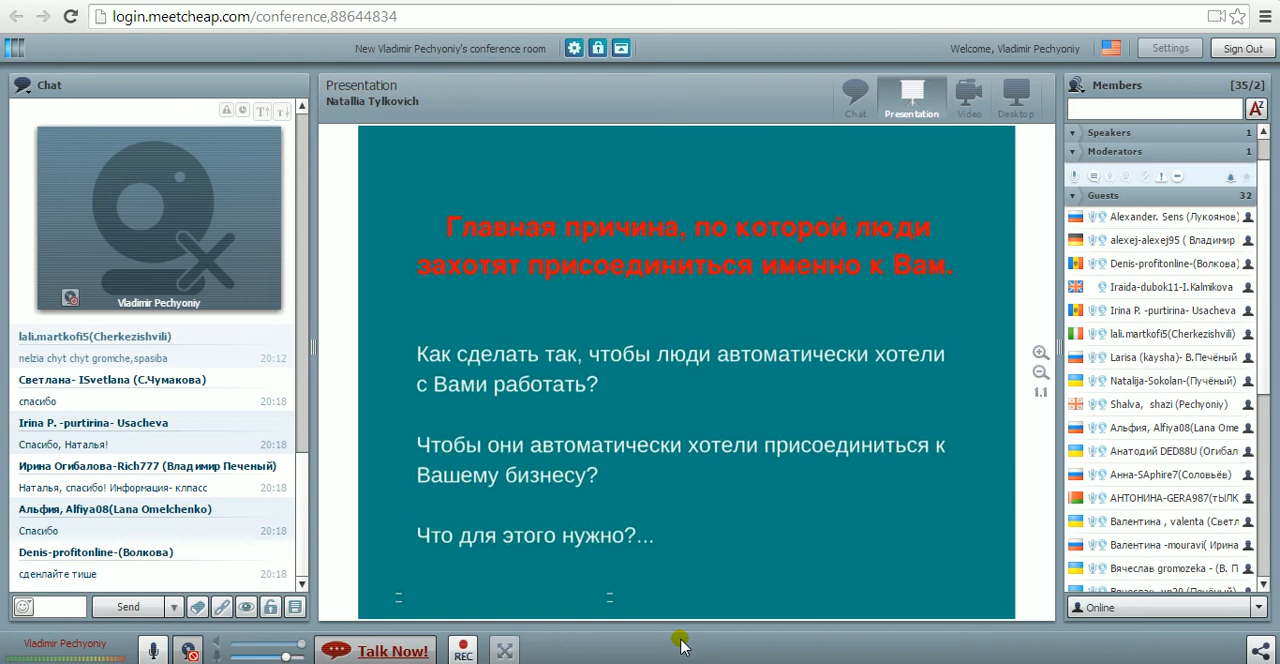 login.meetcheap.com/conference,88644834
New Vladimir Pechyoniy's conference room
Welcome, Vladimir Pechyoniy
Settings
Sign Out
Chat
Vladimir Pechyoniy
lali.martkofi5(Cherkezishvili)
nelzia chyt chyt gromche,spasiba 20:12
Светлана- ISvetlana (С.Чумакова)
спасибо 20:18
Irina P. -purtirina- Usacheva
Спасибо, Наталья! 20:18
Ирина Огибалова-Rich777 (Владимир Печеный)
Наталья, спасибо! Информация- клпасс 20:18
Альфия, Alfiya08(Lana Omelchenko)
Спасибо 20:18
Denis-profitonline-(Волкова)
сделайте тише 20:18
Send
Presentation
Natallia Tylkovich
Chat
Presentation
Video
Desktop
Главная причина, по которой люди
захотят присоединиться именно к Вам.
Как сделать так, чтобы люди автоматически хотели
с Вами работать?
Чтобы они автоматически хотели присоединиться к
Вашему бизнесу?
Что для этого нужно?...
1.1
Members [35/2]
Speakers 1
Moderators 1
Guests 32
Alexander. Sens (Лукоянов)
alexej-alexej95 ( Владимир
Denis-profitonline-(Волкова)
Iraida-dubok11-I.Kalmikova
Irina P. -purtirina- Usacheva
lali.martkofi5(Cherkezishvili)
Larisa (kaysha)- В.Печёный
Natalija-Sokolan-(Пучёный)
Shalva, shazi (Pechyoniy)
Альфия, Alfiya08(Lana Ome
Анатодий DED88U (Огибал
Анна-SAphire7(Соловьёв)
АНТОНИНА-GERA987(тЫЛК
Валентина , valenta (Светл
Валентина -mouravi( Ирина
Вячеслав gromozeka - (В. П
Online
Vladimir Pechyoniy
Talk Now!
REC